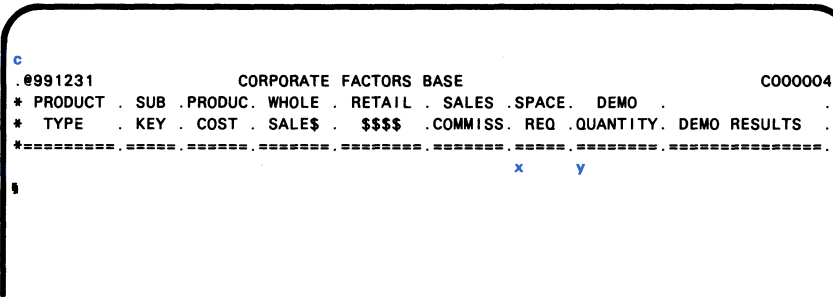 c
.@991231 CORPORATE FACTORS BASE C000004
* PRODUCT . SUB .PRODUC. WHOLE . RETAIL . SALES .SPACE. DEMO . .
* TYPE . KEY . COST . SALE$ . $$$$ .COMMISS. REQ .QUANTITY. DEMO RESULTS .
*=========.=====.======.=======.========.=======.=====.========.===============.
x y